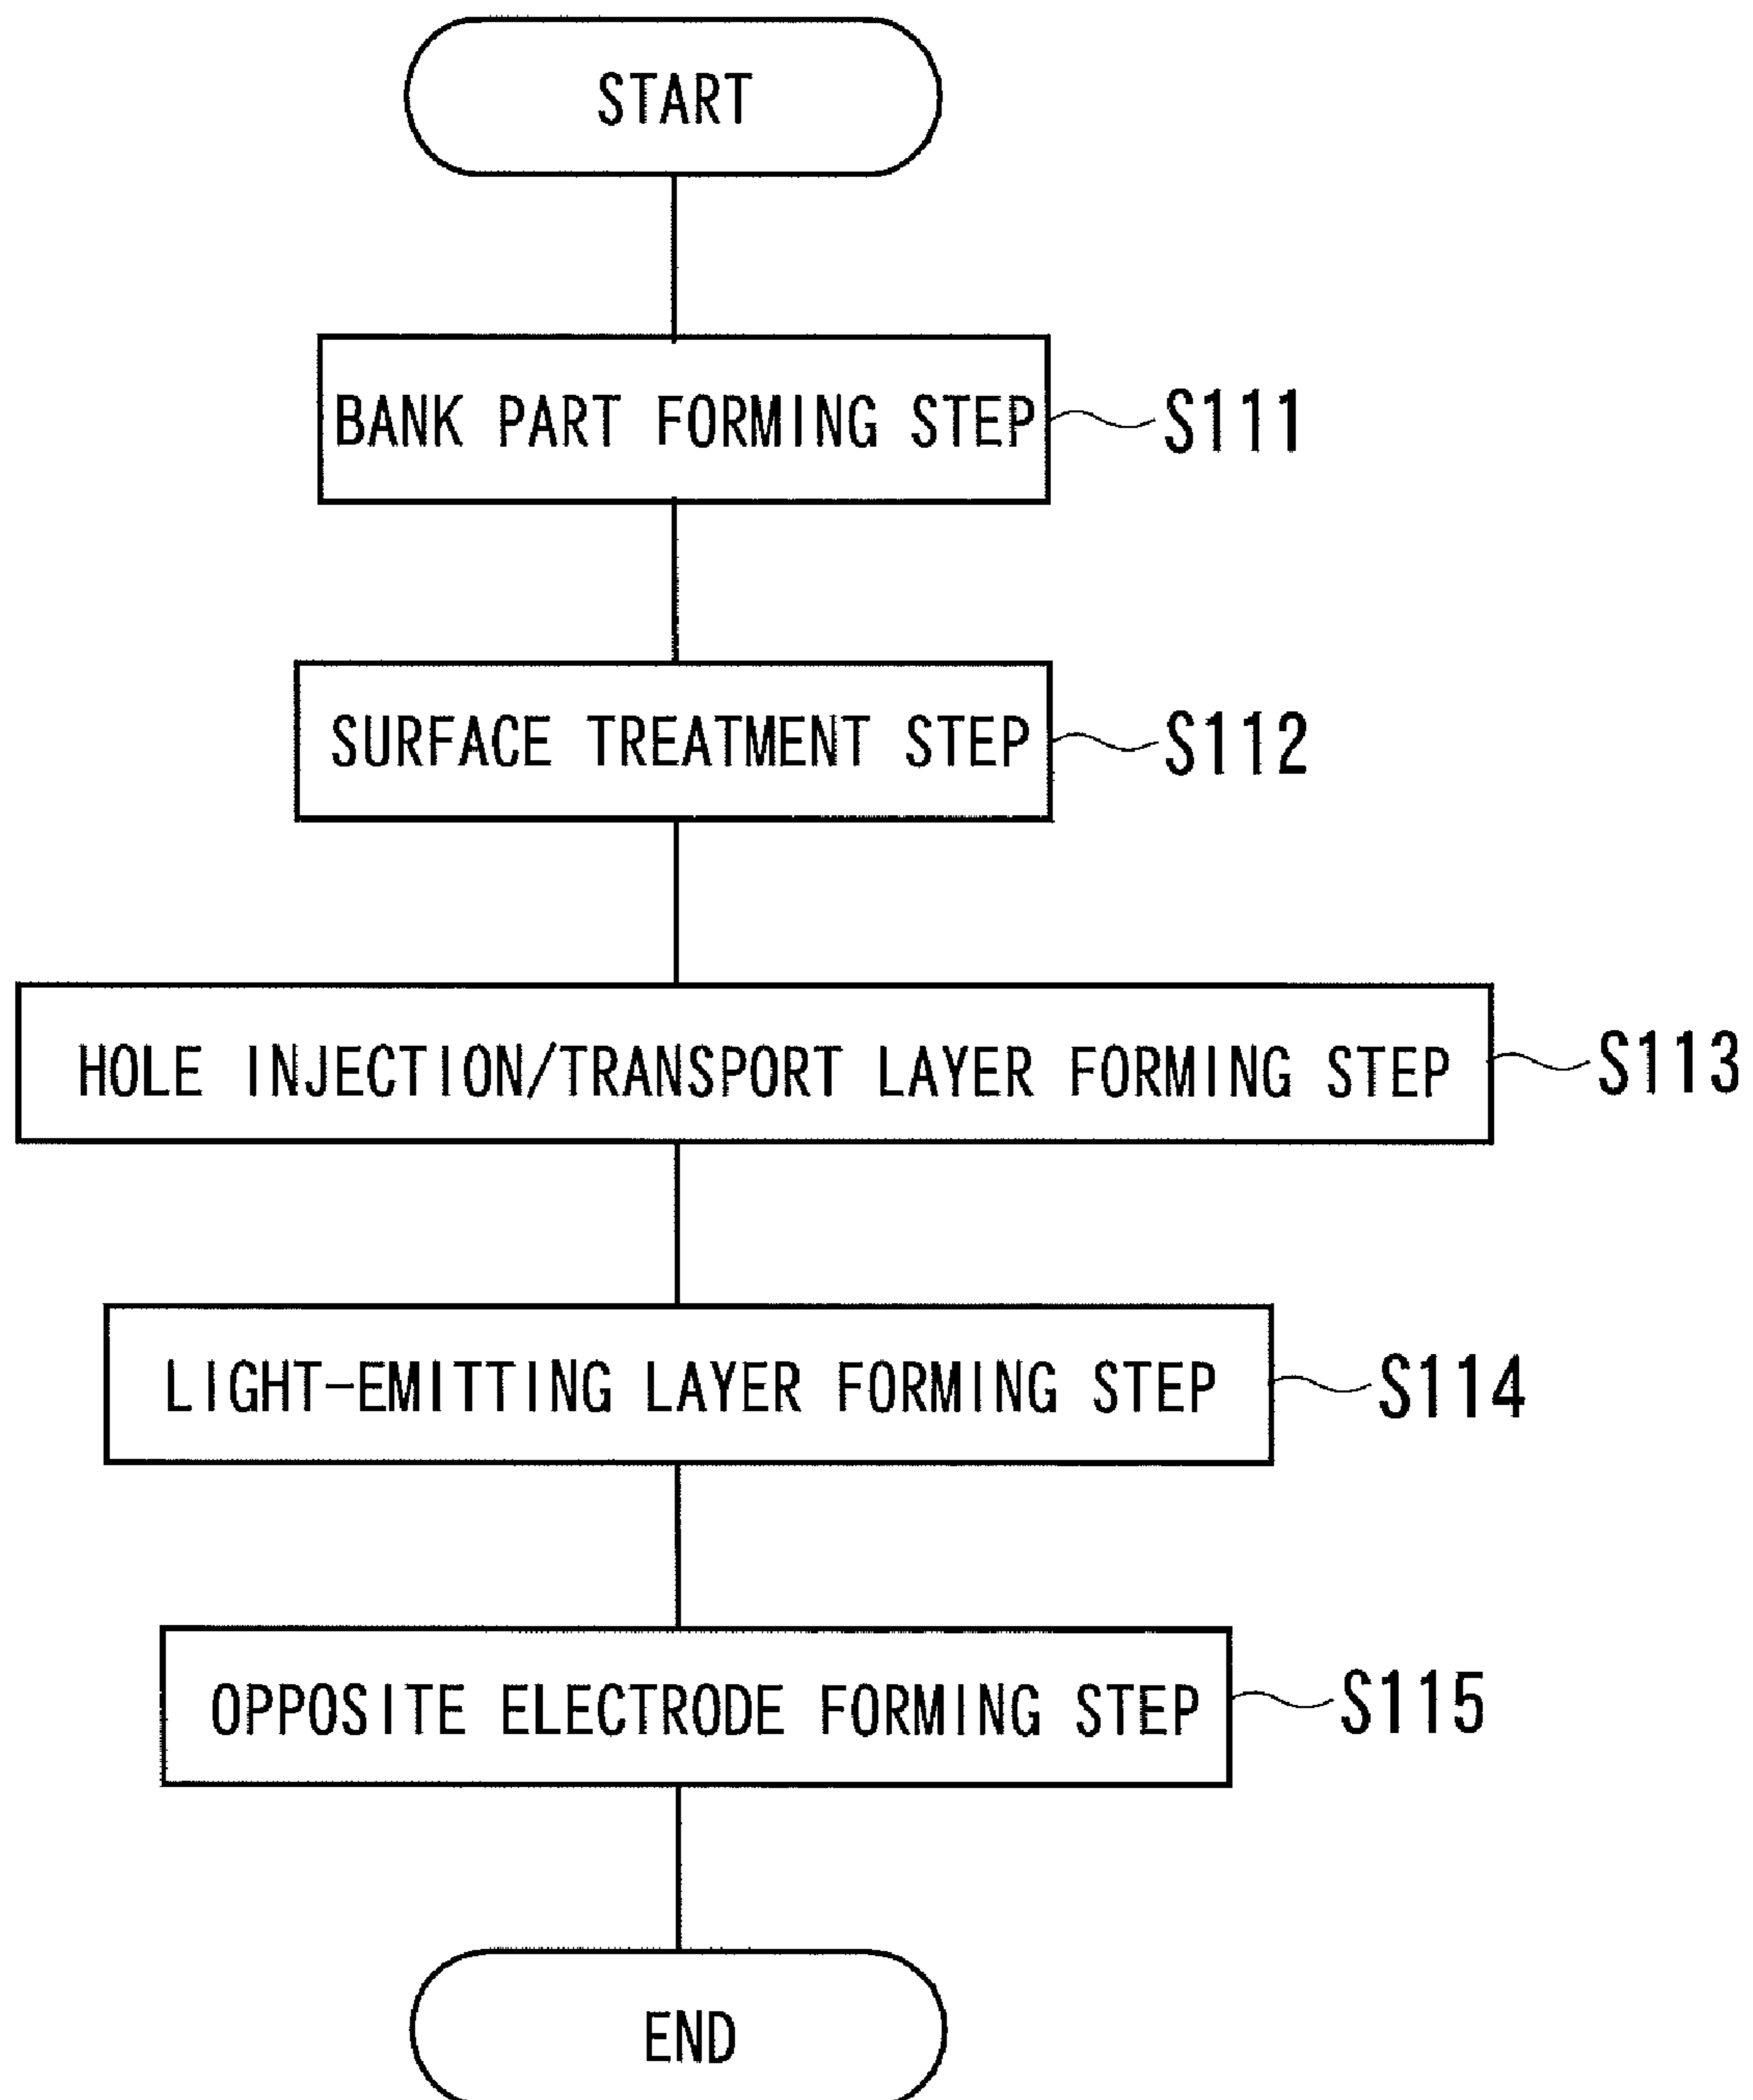 START
BANK PART FORMING STEP
S111
SURFACE TREATMENT STEP
S112
HOLE INJECTION/TRANSPORT LAYER FORMING STEP
S113
LIGHT-EMITTING LAYER FORMING STEP
S114
OPPOSITE ELECTRODE FORMING STEP
S115
END